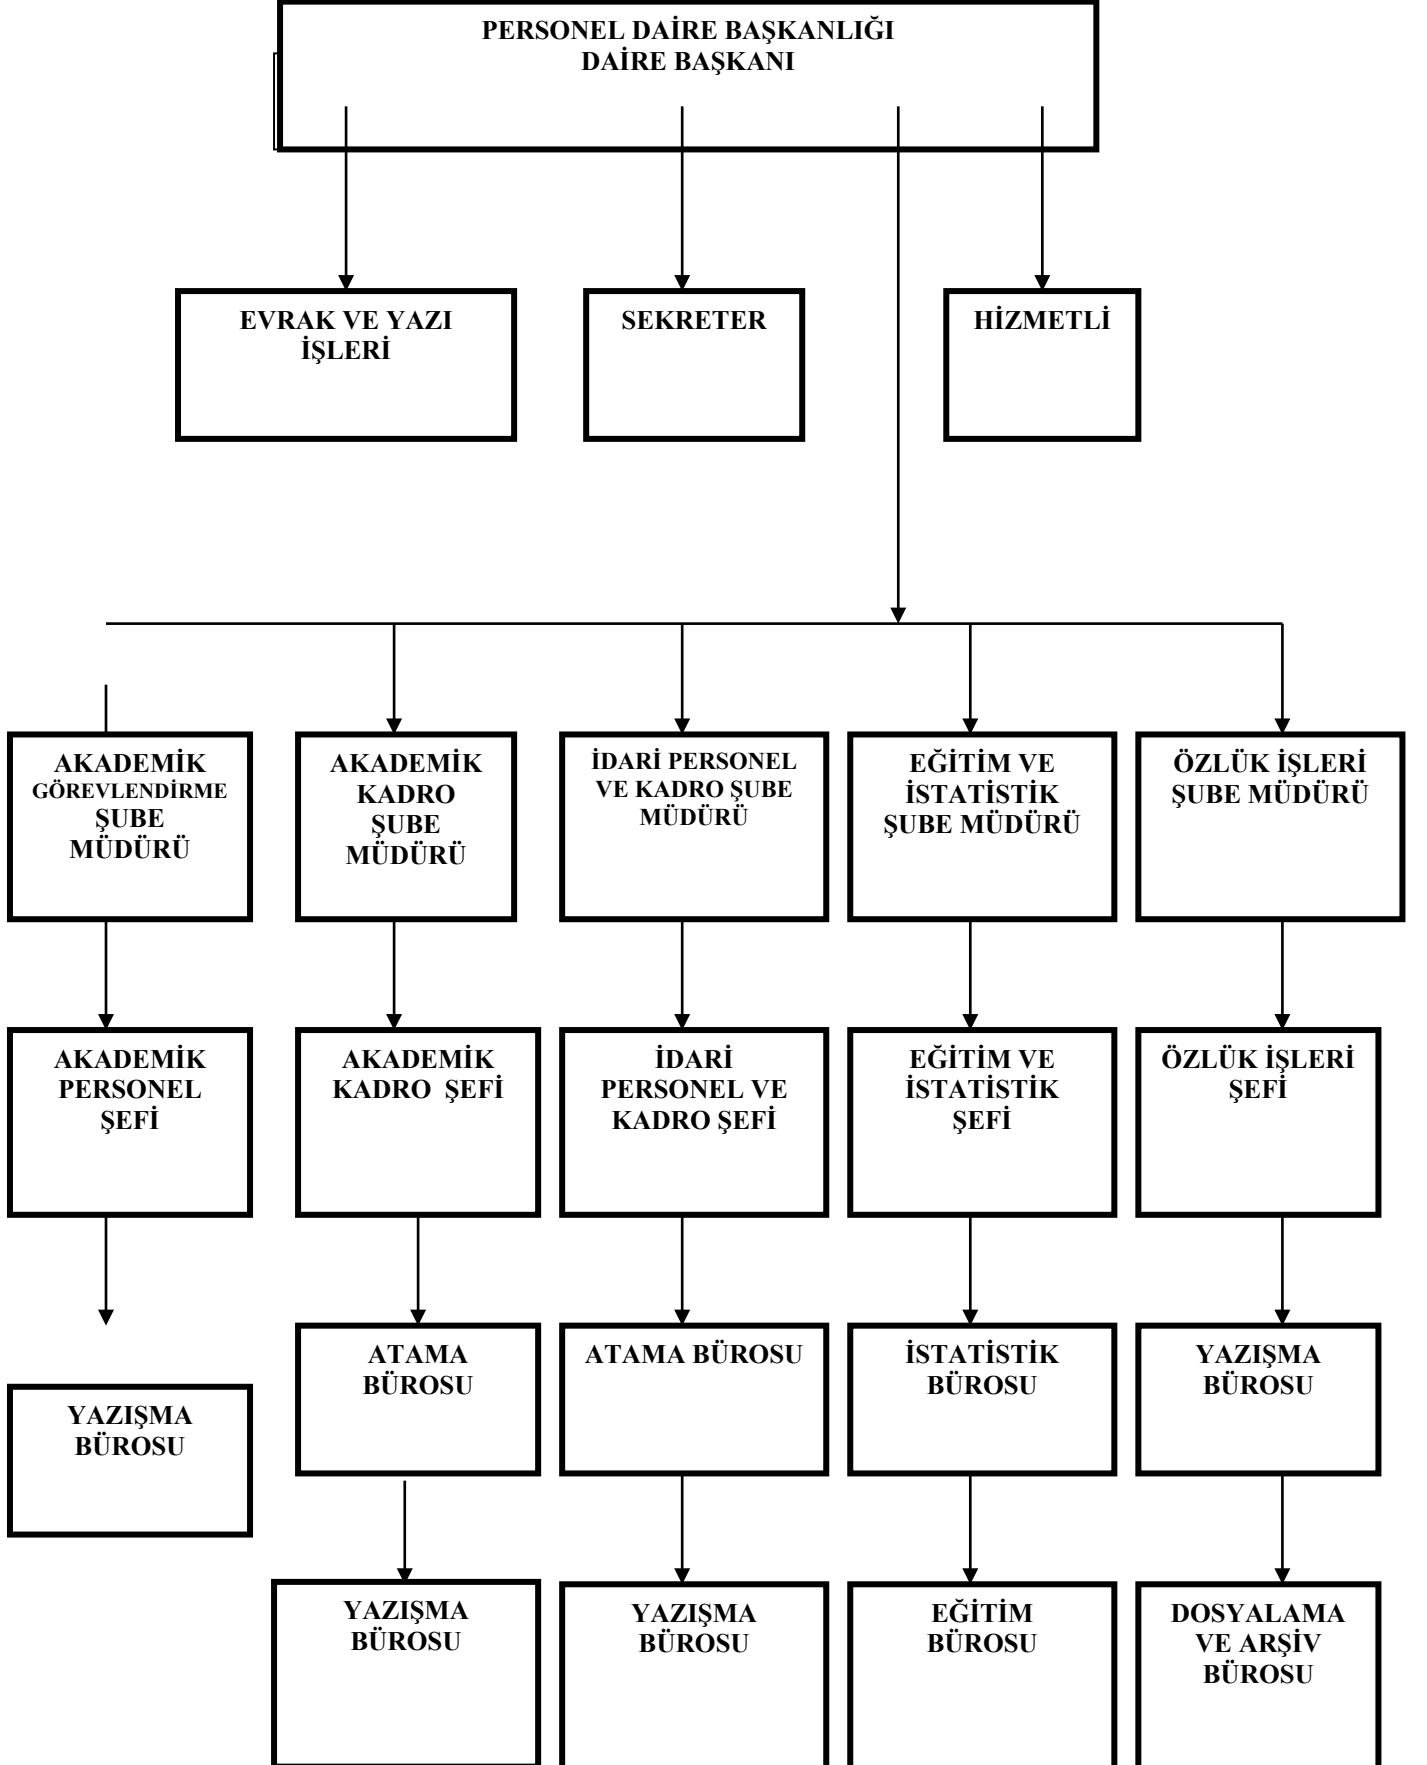 PERSONEL DAİRE BAŞKANLIĞI
DAİRE BAŞKANI
EVRAK VE YAZI
İŞLERİ
SEKRETER
HİZMETLİ
AKADEMİK
GÖREVLENDİRME
ŞUBE
MÜDÜRÜ
AKADEMİK
KADRO
ŞUBE
MÜDÜRÜ
İDARİ PERSONEL
VE KADRO ŞUBE
MÜDÜRÜ
EĞİTİM VE
İSTATİSTİK
ŞUBE MÜDÜRÜ
ÖZLÜK İŞLERİ
ŞUBE MÜDÜRÜ
AKADEMİK
PERSONEL
ŞEFİ
AKADEMİK
KADRO  ŞEFİ
İDARİ
PERSONEL VE
KADRO ŞEFİ
EĞİTİM VE
İSTATİSTİK
ŞEFİ
ÖZLÜK İŞLERİ
ŞEFİ
YAZIŞMA
BÜROSU
ATAMA
BÜROSU
ATAMA BÜROSU
İSTATİSTİK
BÜROSU
YAZIŞMA
BÜROSU
YAZIŞMA
BÜROSU
YAZIŞMA
BÜROSU
EĞİTİM
BÜROSU
DOSYALAMA
VE ARŞİV
BÜROSU